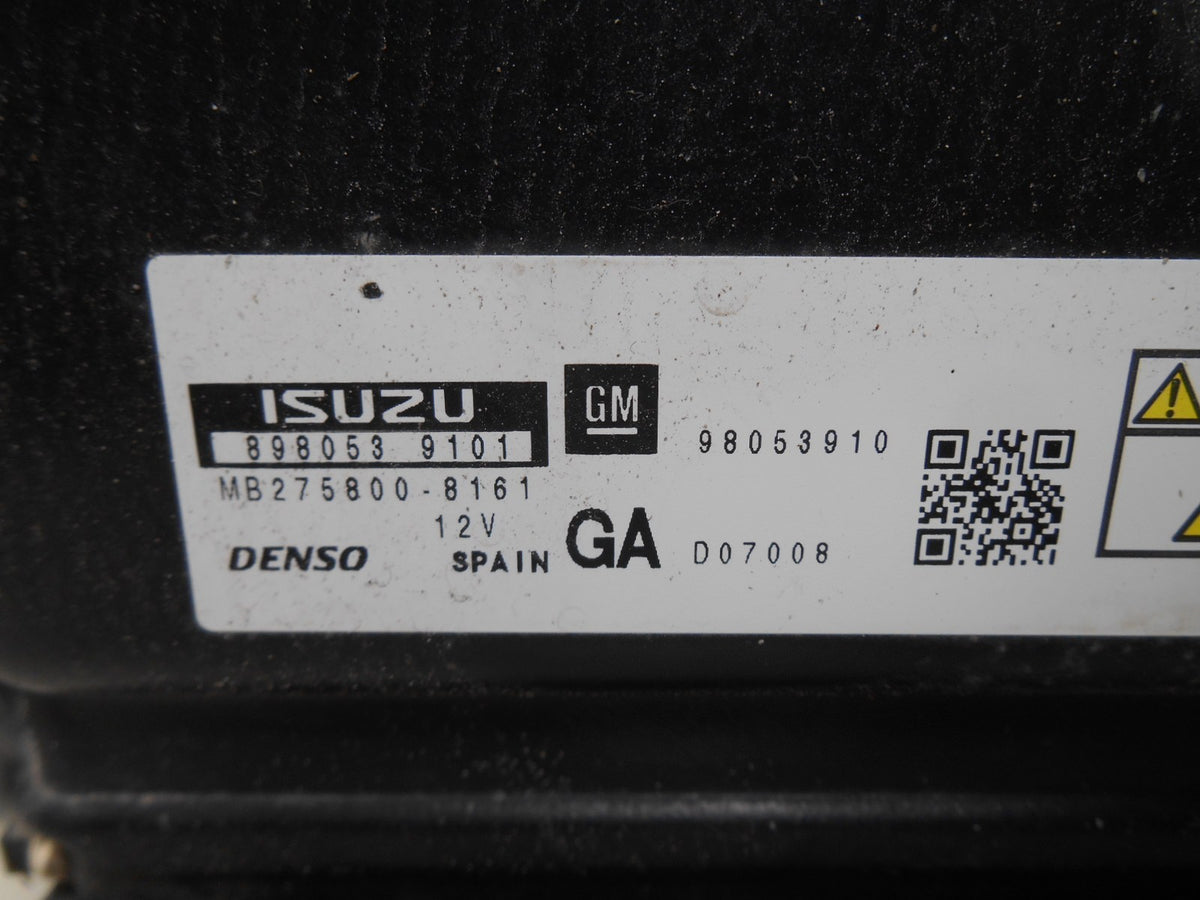 ISUZU
898053 9101
GM
98053910
MB275800-8161
12V
DENSO
SPAIN
GA
D07008